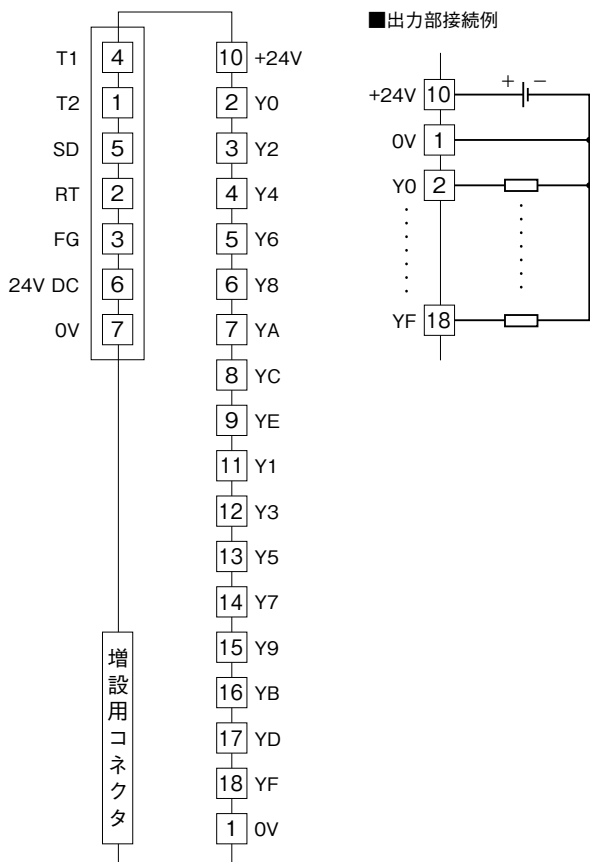 ■出力部接続例
T1 4
T2 1
SD 5
RT 2
FG 3
24V DC 6
0V 7
増設用コネクタ
10 +24V
2 Y0
3 Y2
4 Y4
5 Y6
6 Y8
7 YA
8 YC
9 YE
11 Y1
12 Y3
13 Y5
14 Y7
15 Y9
16 YB
17 YD
18 YF
1 0V
+ −
+24V 10
0V 1
Y0 2
YF 18